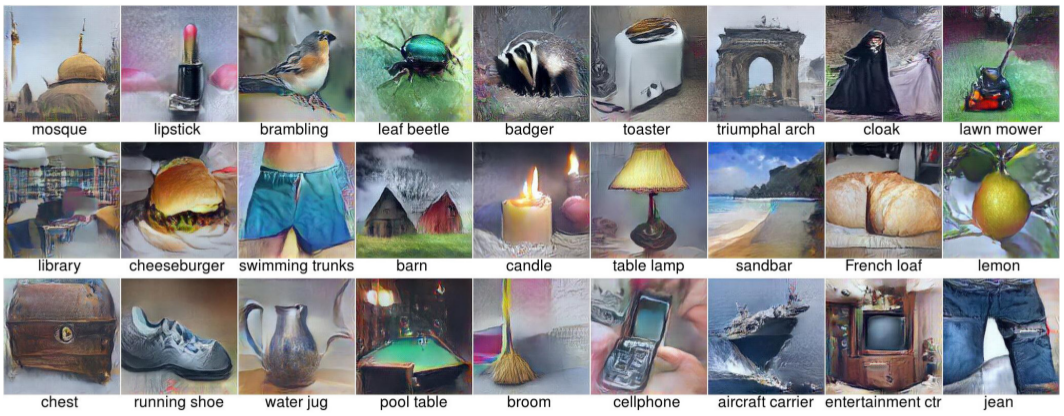 mosque lipstick brambling leaf beetle badger toaster triumphal arch cloak lawn mower
library cheeseburger swimming trunks barn candle table lamp sandbar French loaf lemon
chest running shoe water jug pool table broom cellphone aircraft carrier entertainment ctr jean